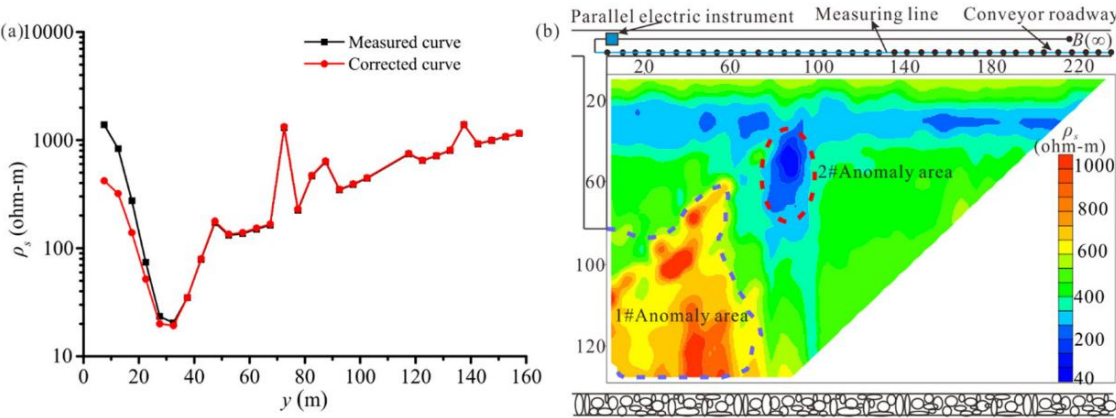 (a)
10000
1000
100
10
ρs (ohm-m)
Measured curve
Corrected curve
0 20 40 60 80 100 120 140 160
y (m)
(b)
Parallel electric instrument
Measuring line
Conveyor roadway
B(∞)
20 60 100 140 180 220
20
60
100
120
2#Anomaly area
1#Anomaly area
ρs
(ohm-m)
1000
800
600
400
200
40